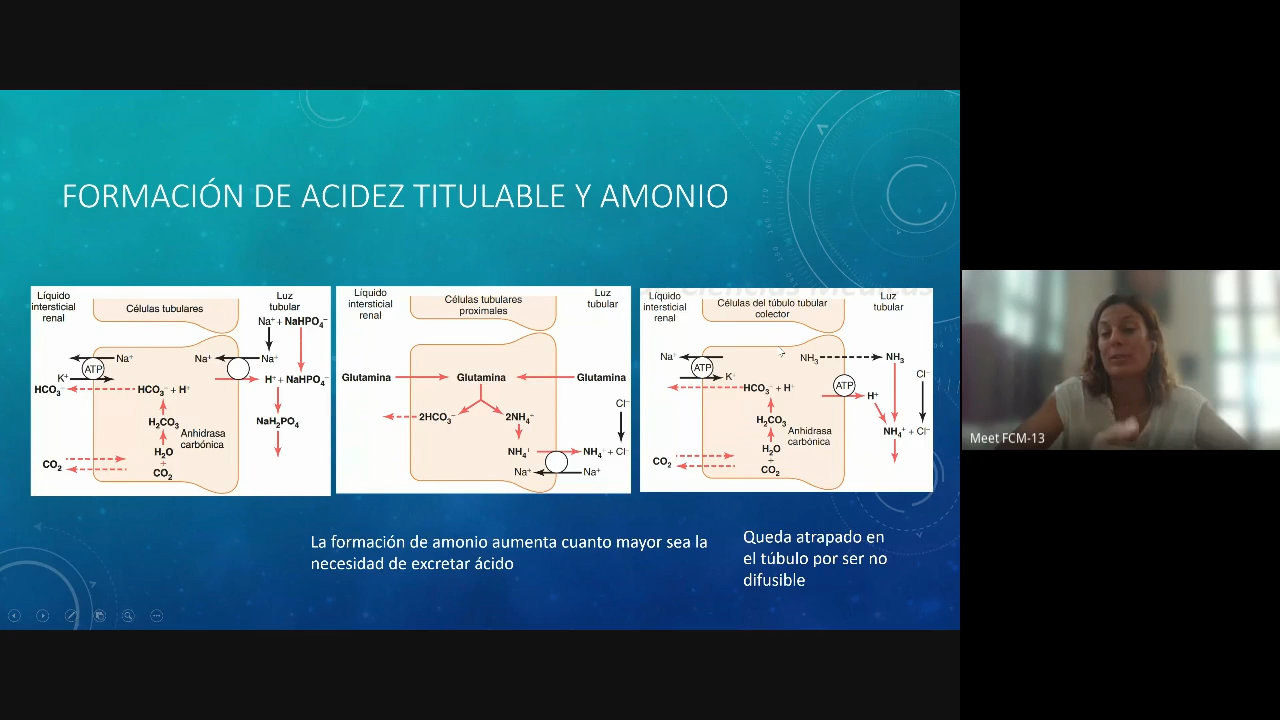 FORMACIÓN DE ACIDEZ TITULABLE Y AMONIO
Líquido
intersticial
renal
Células tubulares
Luz
tubular
Na⁺ + NaHPO₄⁻
Na⁺
Na⁺
Na⁺
ATP
K⁺
H⁺ + NaHPO₄⁻
HCO₃⁻
HCO₃⁻ + H⁺
H₂CO₃
NaH₂PO₄
Anhidrasa
carbónica
H₂O
+
CO₂
CO₂
Líquido
intersticial
renal
Células tubulares
proximales
Luz
tubular
Glutamina
Glutamina
Glutamina
Cl⁻
2HCO₃⁻
2NH₄⁺
NH₄⁺
NH₄⁺ + Cl⁻
Na⁺
Na⁺
Ciencias Médicas
Líquido
intersticial
renal
Células del túbulo tubular
colector
Luz
tubular
Na⁺
NH₃
NH₃
ATP
K⁺
Cl⁻
ATP
HCO₃⁻ + H⁺
H⁺
H₂CO₃
NH₄⁺ + Cl⁻
Anhidrasa
carbónica
H₂O
+
CO₂
CO₂
La formación de amonio aumenta cuanto mayor sea la
necesidad de excretar ácido
Queda atrapado en
el túbulo por ser no
difusible
Meet FCM-13